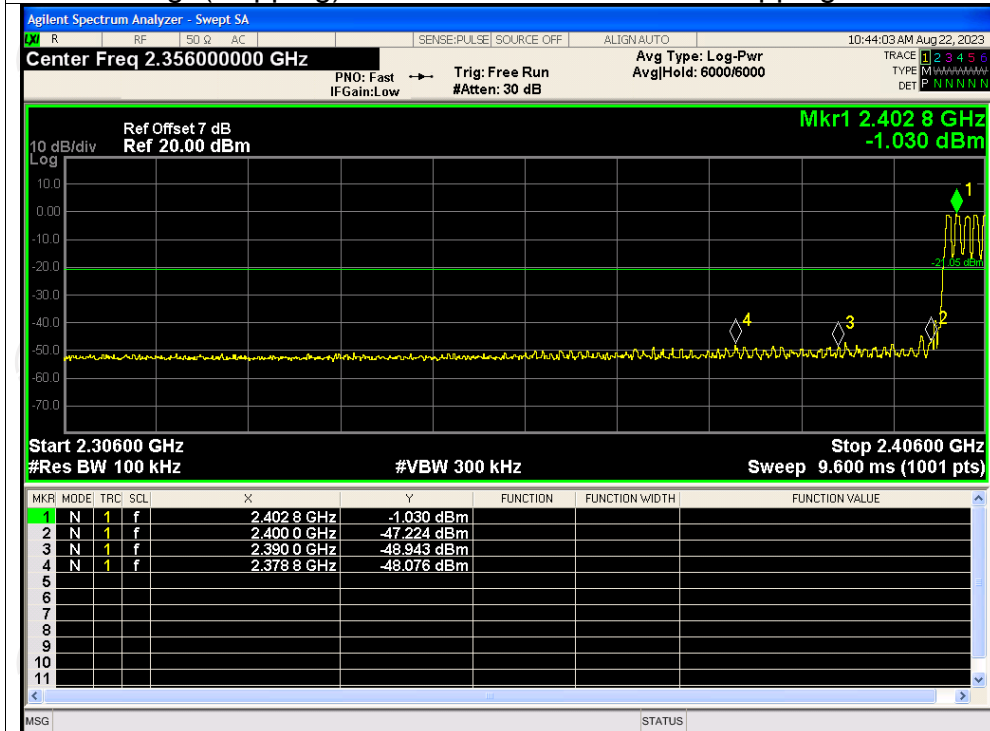 Agilent Spectrum Analyzer - Swept SA
LXI R RF 50 Ω AC SENSE:PULSE SOURCE OFF ALIGN AUTO 10:44:03 AM Aug 22, 2023
Center Freq 2.356000000 GHz
PNO: Fast
IFGain:Low
Trig: Free Run
#Atten: 30 dB
Avg Type: Log-Pwr
Avg|Hold: 6000/6000
TRACE 1 2 3 4 5 6
TYPE M
DET P N N N N N
Mkr1 2.402 8 GHz
-1.030 dBm
Ref Offset 7 dB
10 dB/div Ref 20.00 dBm
Log
10.0
0.00
-10.0
-20.0
-30.0
-40.0
-50.0
-60.0
-70.0
1
-21.05 dBm
4
3
2
Start 2.30600 GHz Stop 2.40600 GHz
#Res BW 100 kHz #VBW 300 kHz Sweep 9.600 ms (1001 pts)
MKR MODE TRC SCL X Y FUNCTION FUNCTION WIDTH FUNCTION VALUE
1 N 1 f 2.402 8 GHz -1.030 dBm
2 N 1 f 2.400 0 GHz -47.224 dBm
3 N 1 f 2.390 0 GHz -48.943 dBm
4 N 1 f 2.378 8 GHz -48.076 dBm
5
6
7
8
9
10
11
MSG STATUS